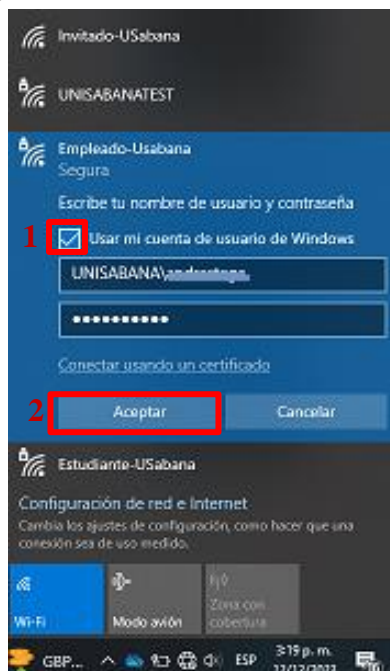 Invitado-USabana
UNISABANATEST
Empleado-Usabana
Segura
Escribe tu nombre de usuario y contraseña
1
Usar mi cuenta de usuario de Windows
UNISABANA\
••••••••••
Conectar usando un certificado
2
Aceptar
Cancelar
Estudiante-USabana
Configuración de red e Internet
Cambia los ajustes de configuración, como hacer que una
conexión sea de uso medido.
Wi-Fi
Modo avión
Zona con
cobertura
GBP...
ESP
3:19 p. m.